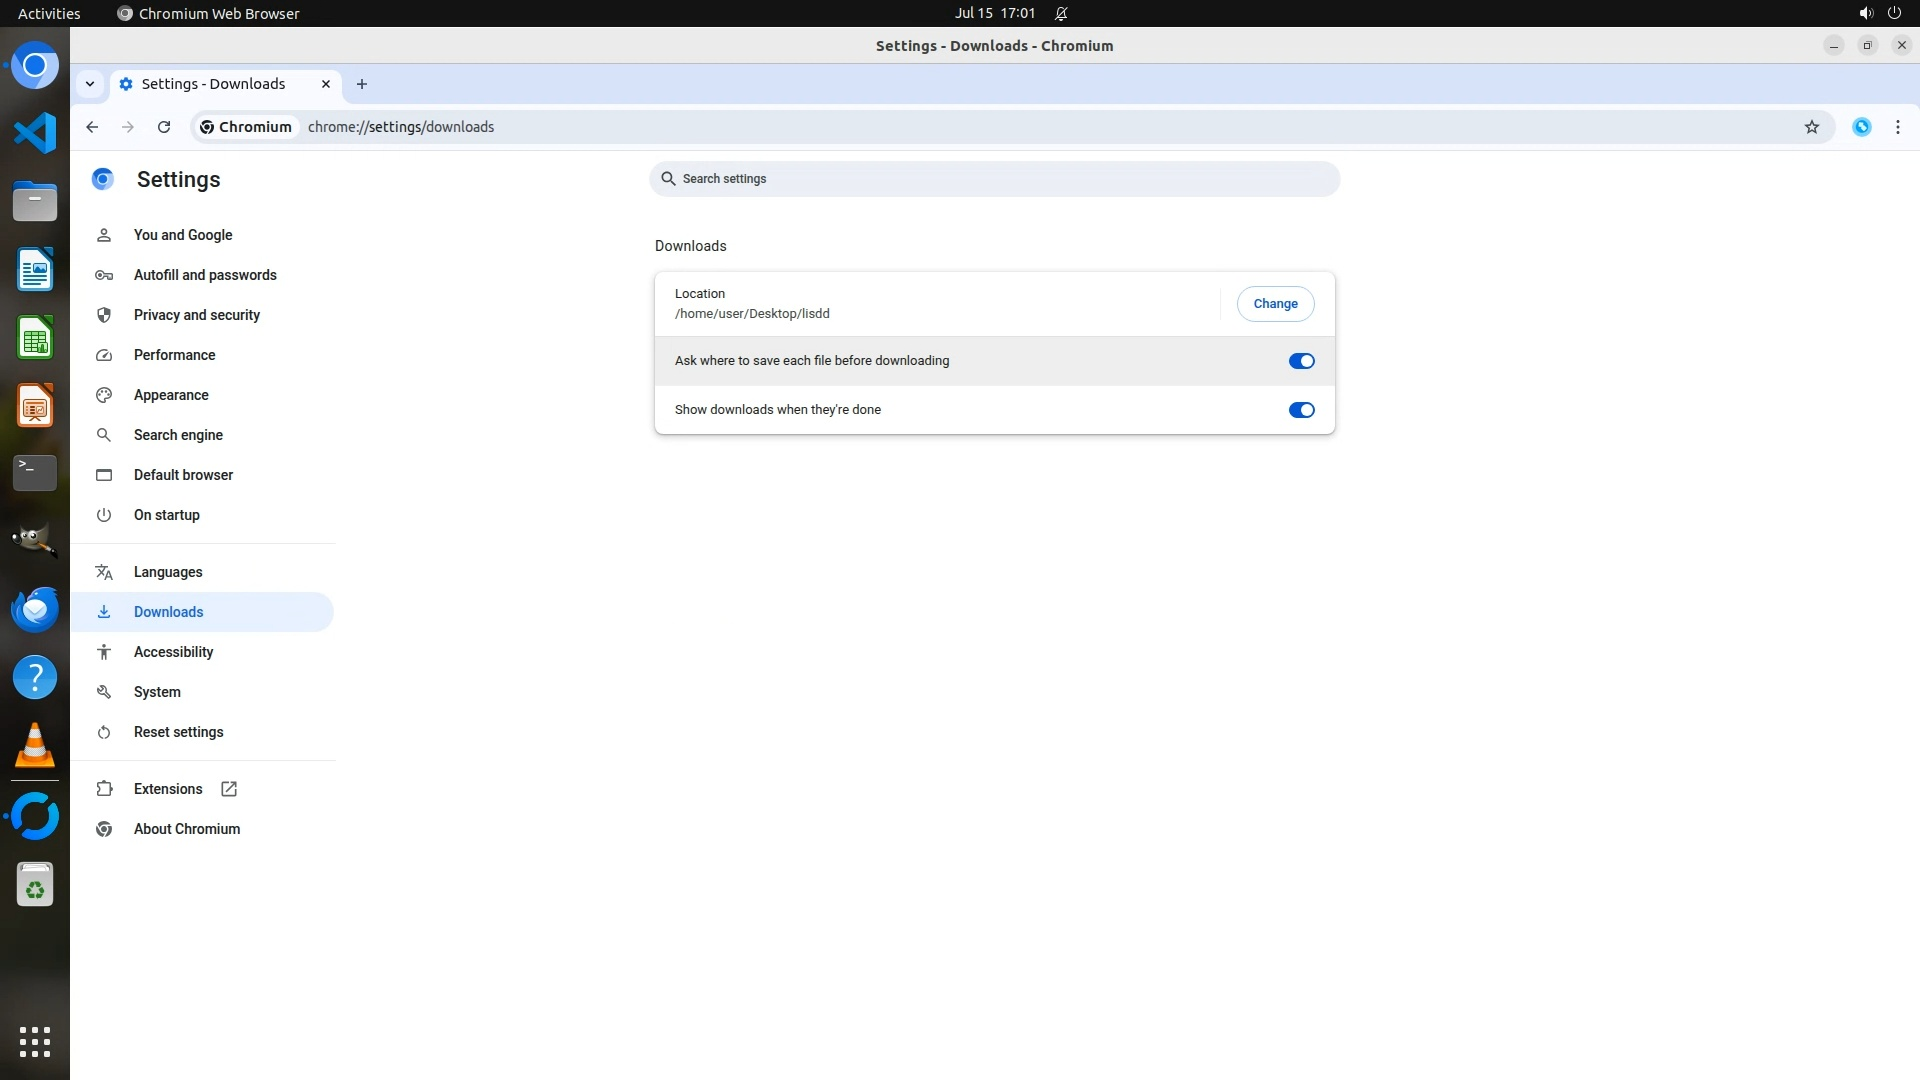 Activities
Chromium Web Browser
Jul 15 17:01
Settings - Downloads - Chromium
Settings - Downloads
Chromium
chrome://settings/downloads
Settings
Search settings
You and Google
Autofill and passwords
Privacy and security
Performance
Appearance
Search engine
Default browser
On startup
Languages
Downloads
Accessibility
System
Reset settings
Extensions
About Chromium
Downloads
Location
/home/user/Desktop/lisdd
Change
Ask where to save each file before downloading
Show downloads when they're done